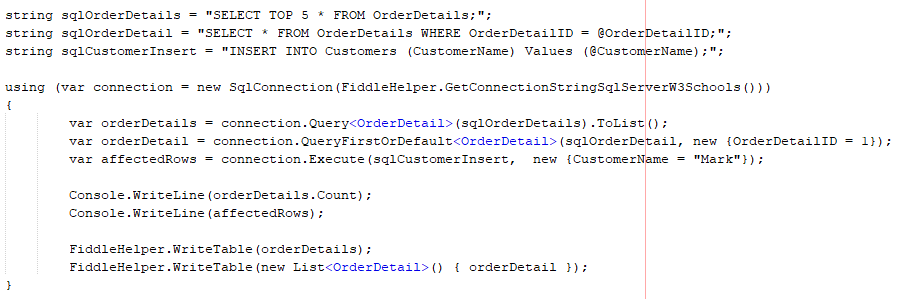 string sqlOrderDetails = "SELECT TOP 5 * FROM OrderDetails;";
string sqlOrderDetail = "SELECT * FROM OrderDetails WHERE OrderDetailID = @OrderDetailID;";
string sqlCustomerInsert = "INSERT INTO Customers (CustomerName) Values (@CustomerName);";

using (var connection = new SqlConnection(FiddleHelper.GetConnectionStringSqlServerW3Schools()))
{
        var orderDetails = connection.Query<OrderDetail>(sqlOrderDetails).ToList();
        var orderDetail = connection.QueryFirstOrDefault<OrderDetail>(sqlOrderDetail, new {OrderDetailID = 1});
        var affectedRows = connection.Execute(sqlCustomerInsert,  new {CustomerName = "Mark"});

        Console.WriteLine(orderDetails.Count);
        Console.WriteLine(affectedRows);

        FiddleHelper.WriteTable(orderDetails);
        FiddleHelper.WriteTable(new List<OrderDetail>() { orderDetail });
}